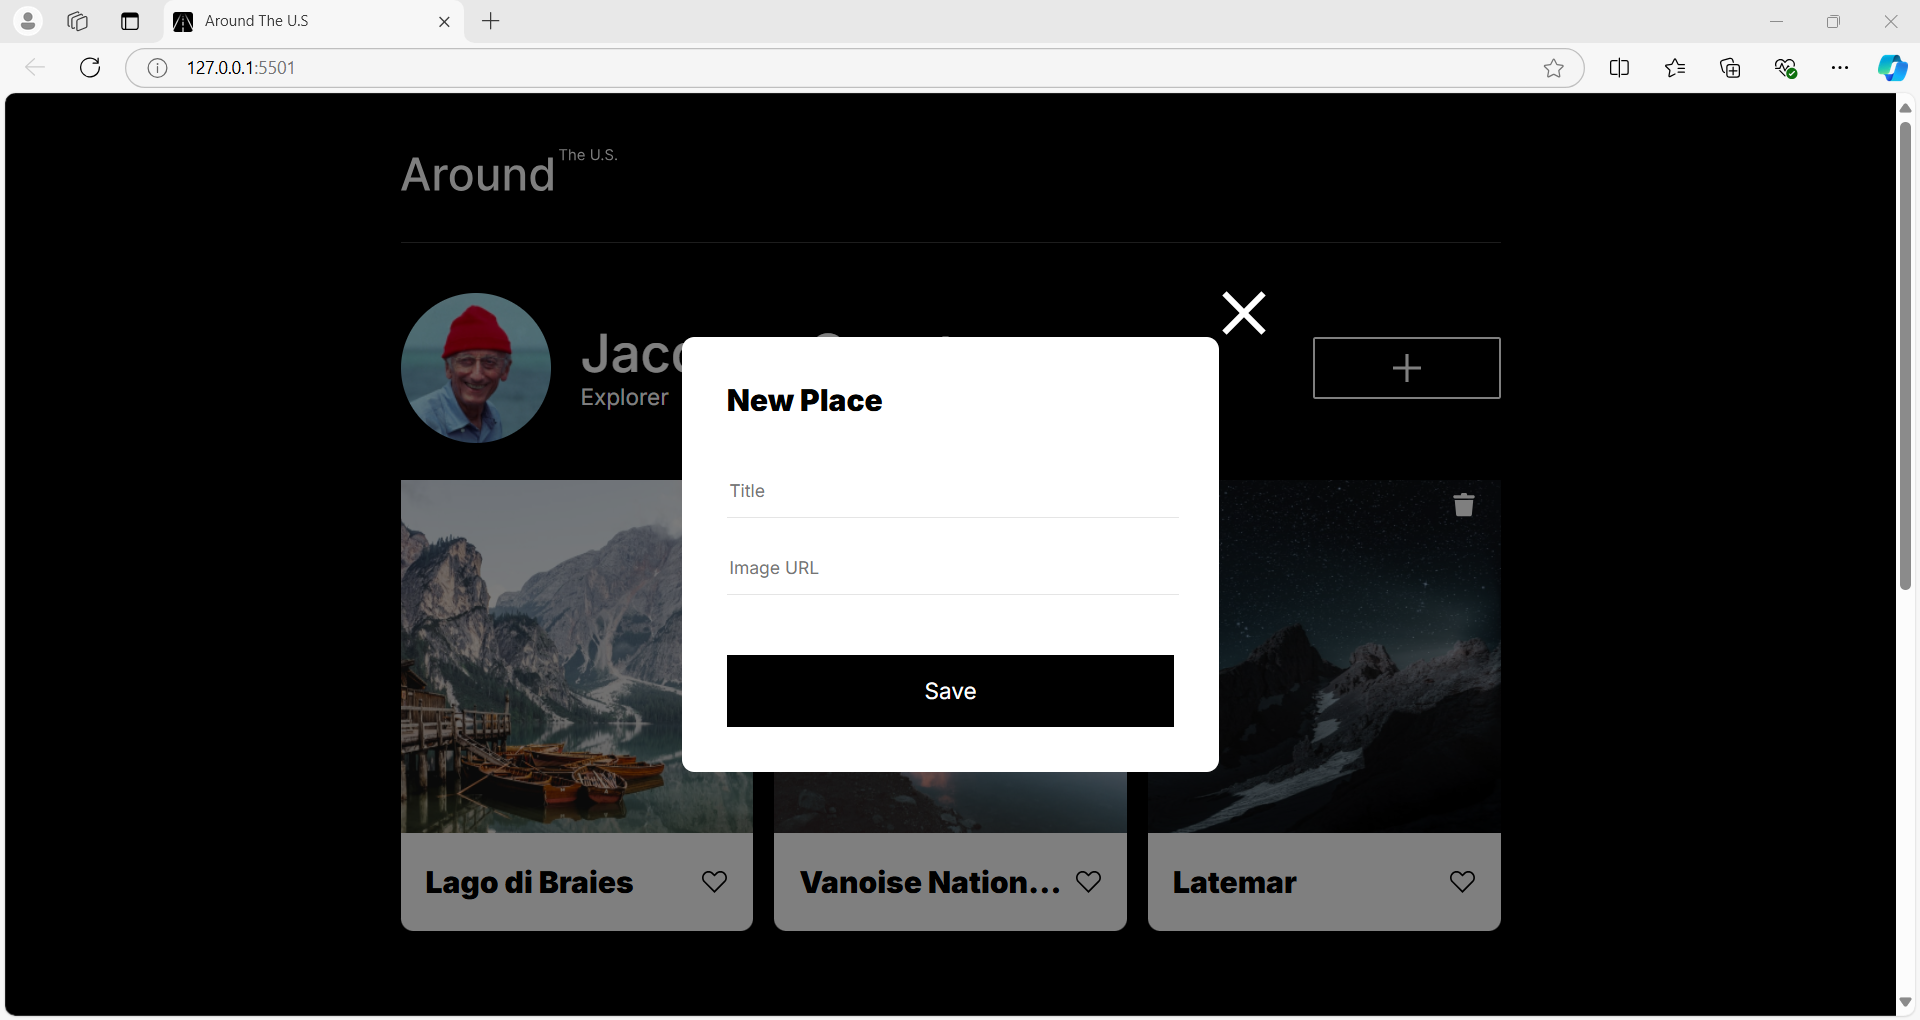 Around The U.S
127.0.0.1:5501
Around The U.S.
Jac
Explorer
New Place
Title
Image URL
Save
Lago di Braies
Vanoise Nation...
Latemar